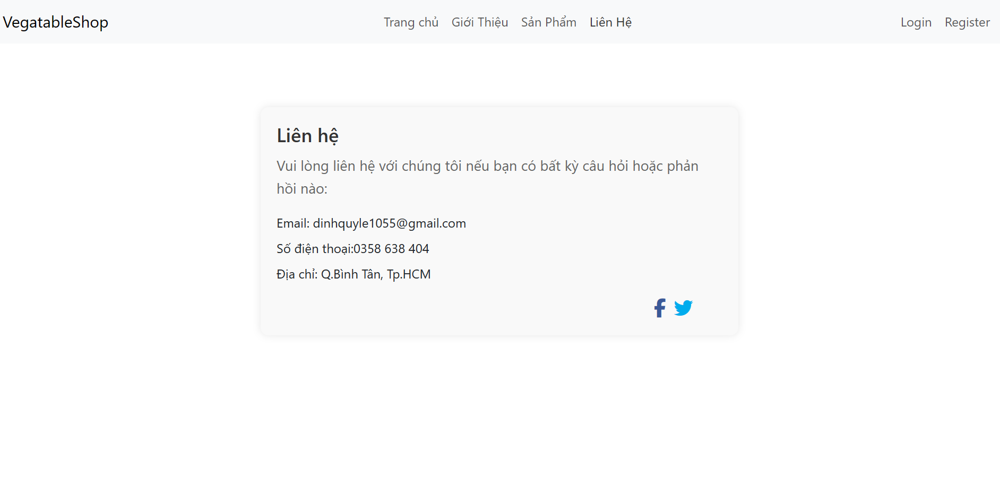 VegatableShop
Trang chủ
Giới Thiệu
Sản Phẩm
Liên Hệ
Login
Register
Liên hệ
Vui lòng liên hệ với chúng tôi nếu bạn có bất kỳ câu hỏi hoặc phản
hồi nào:
Email: dinhquyle1055@gmail.com
Số điện thoại:0358 638 404
Địa chỉ: Q.Bình Tân, Tp.HCM